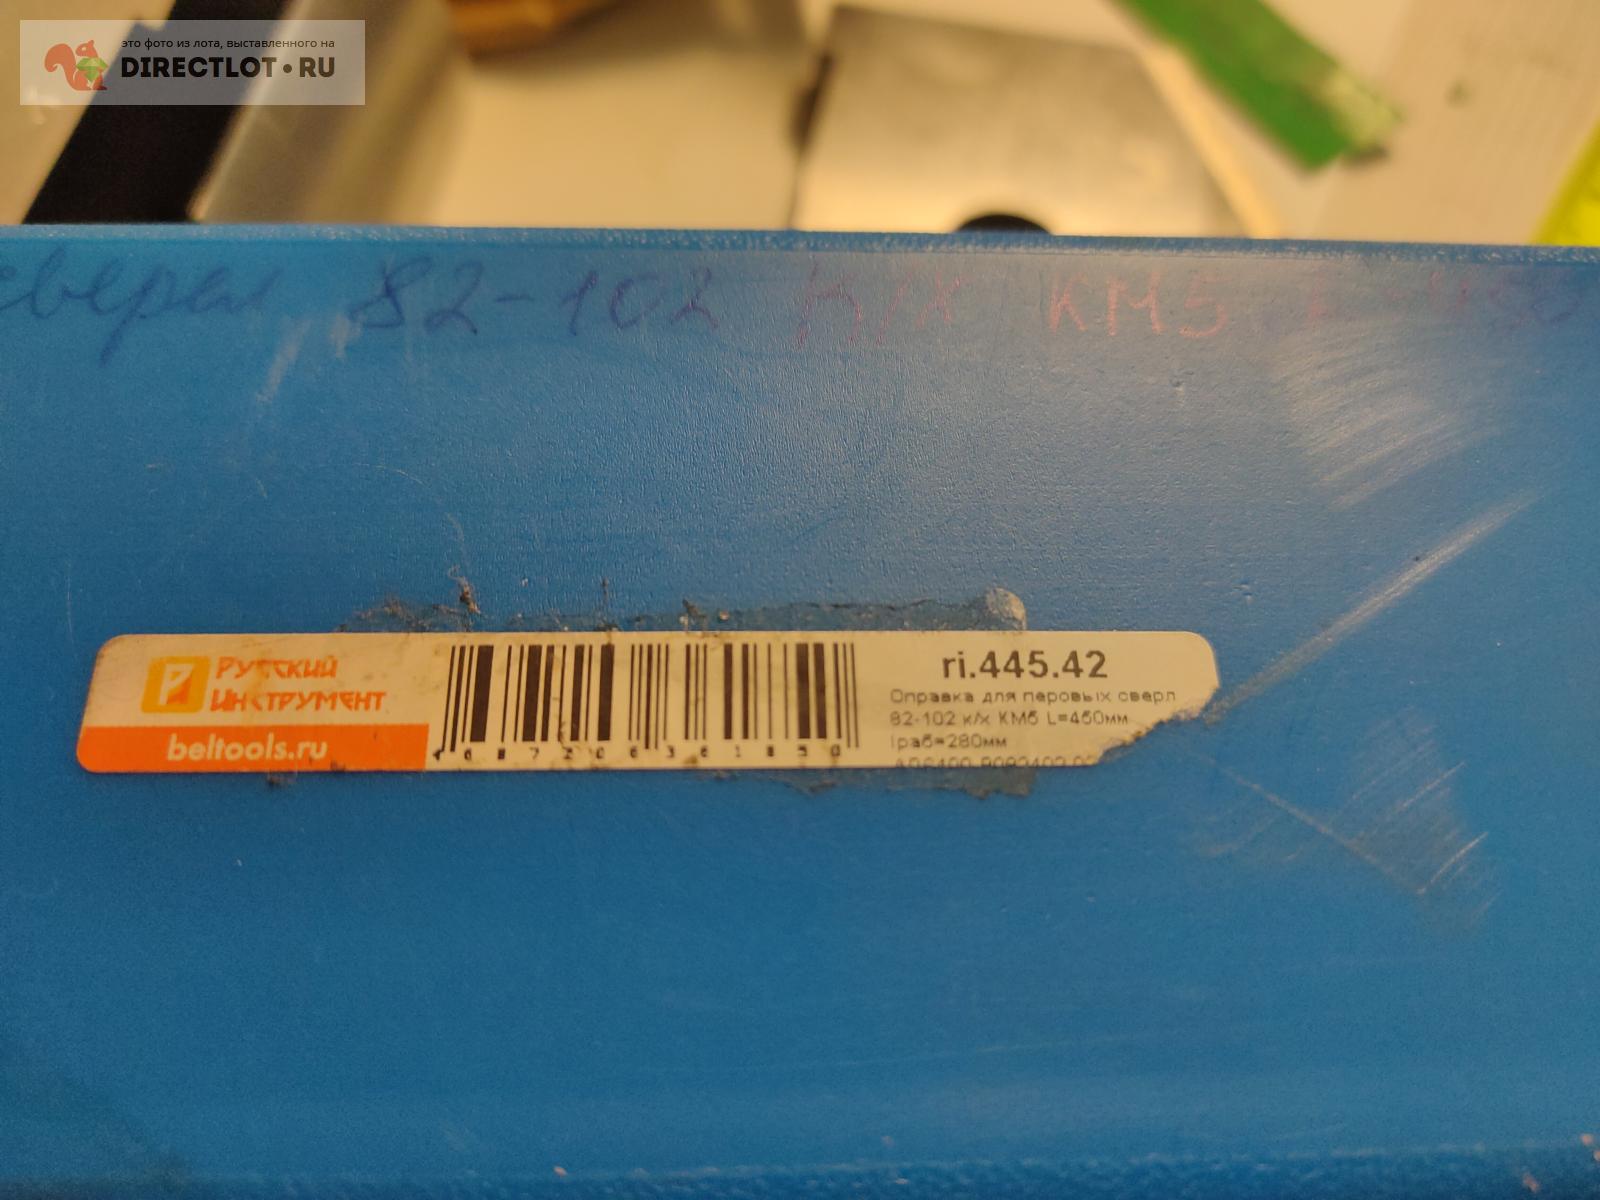 это фото из лота, выставленного на
DIRECTLOT.RU
82-102 К/Х КМ5
Русский
Инструмент
beltools.ru
ri.445.42
Оправка для перовых сверл
82-102 к/х КМ5 L=450мм
lраб=280мм